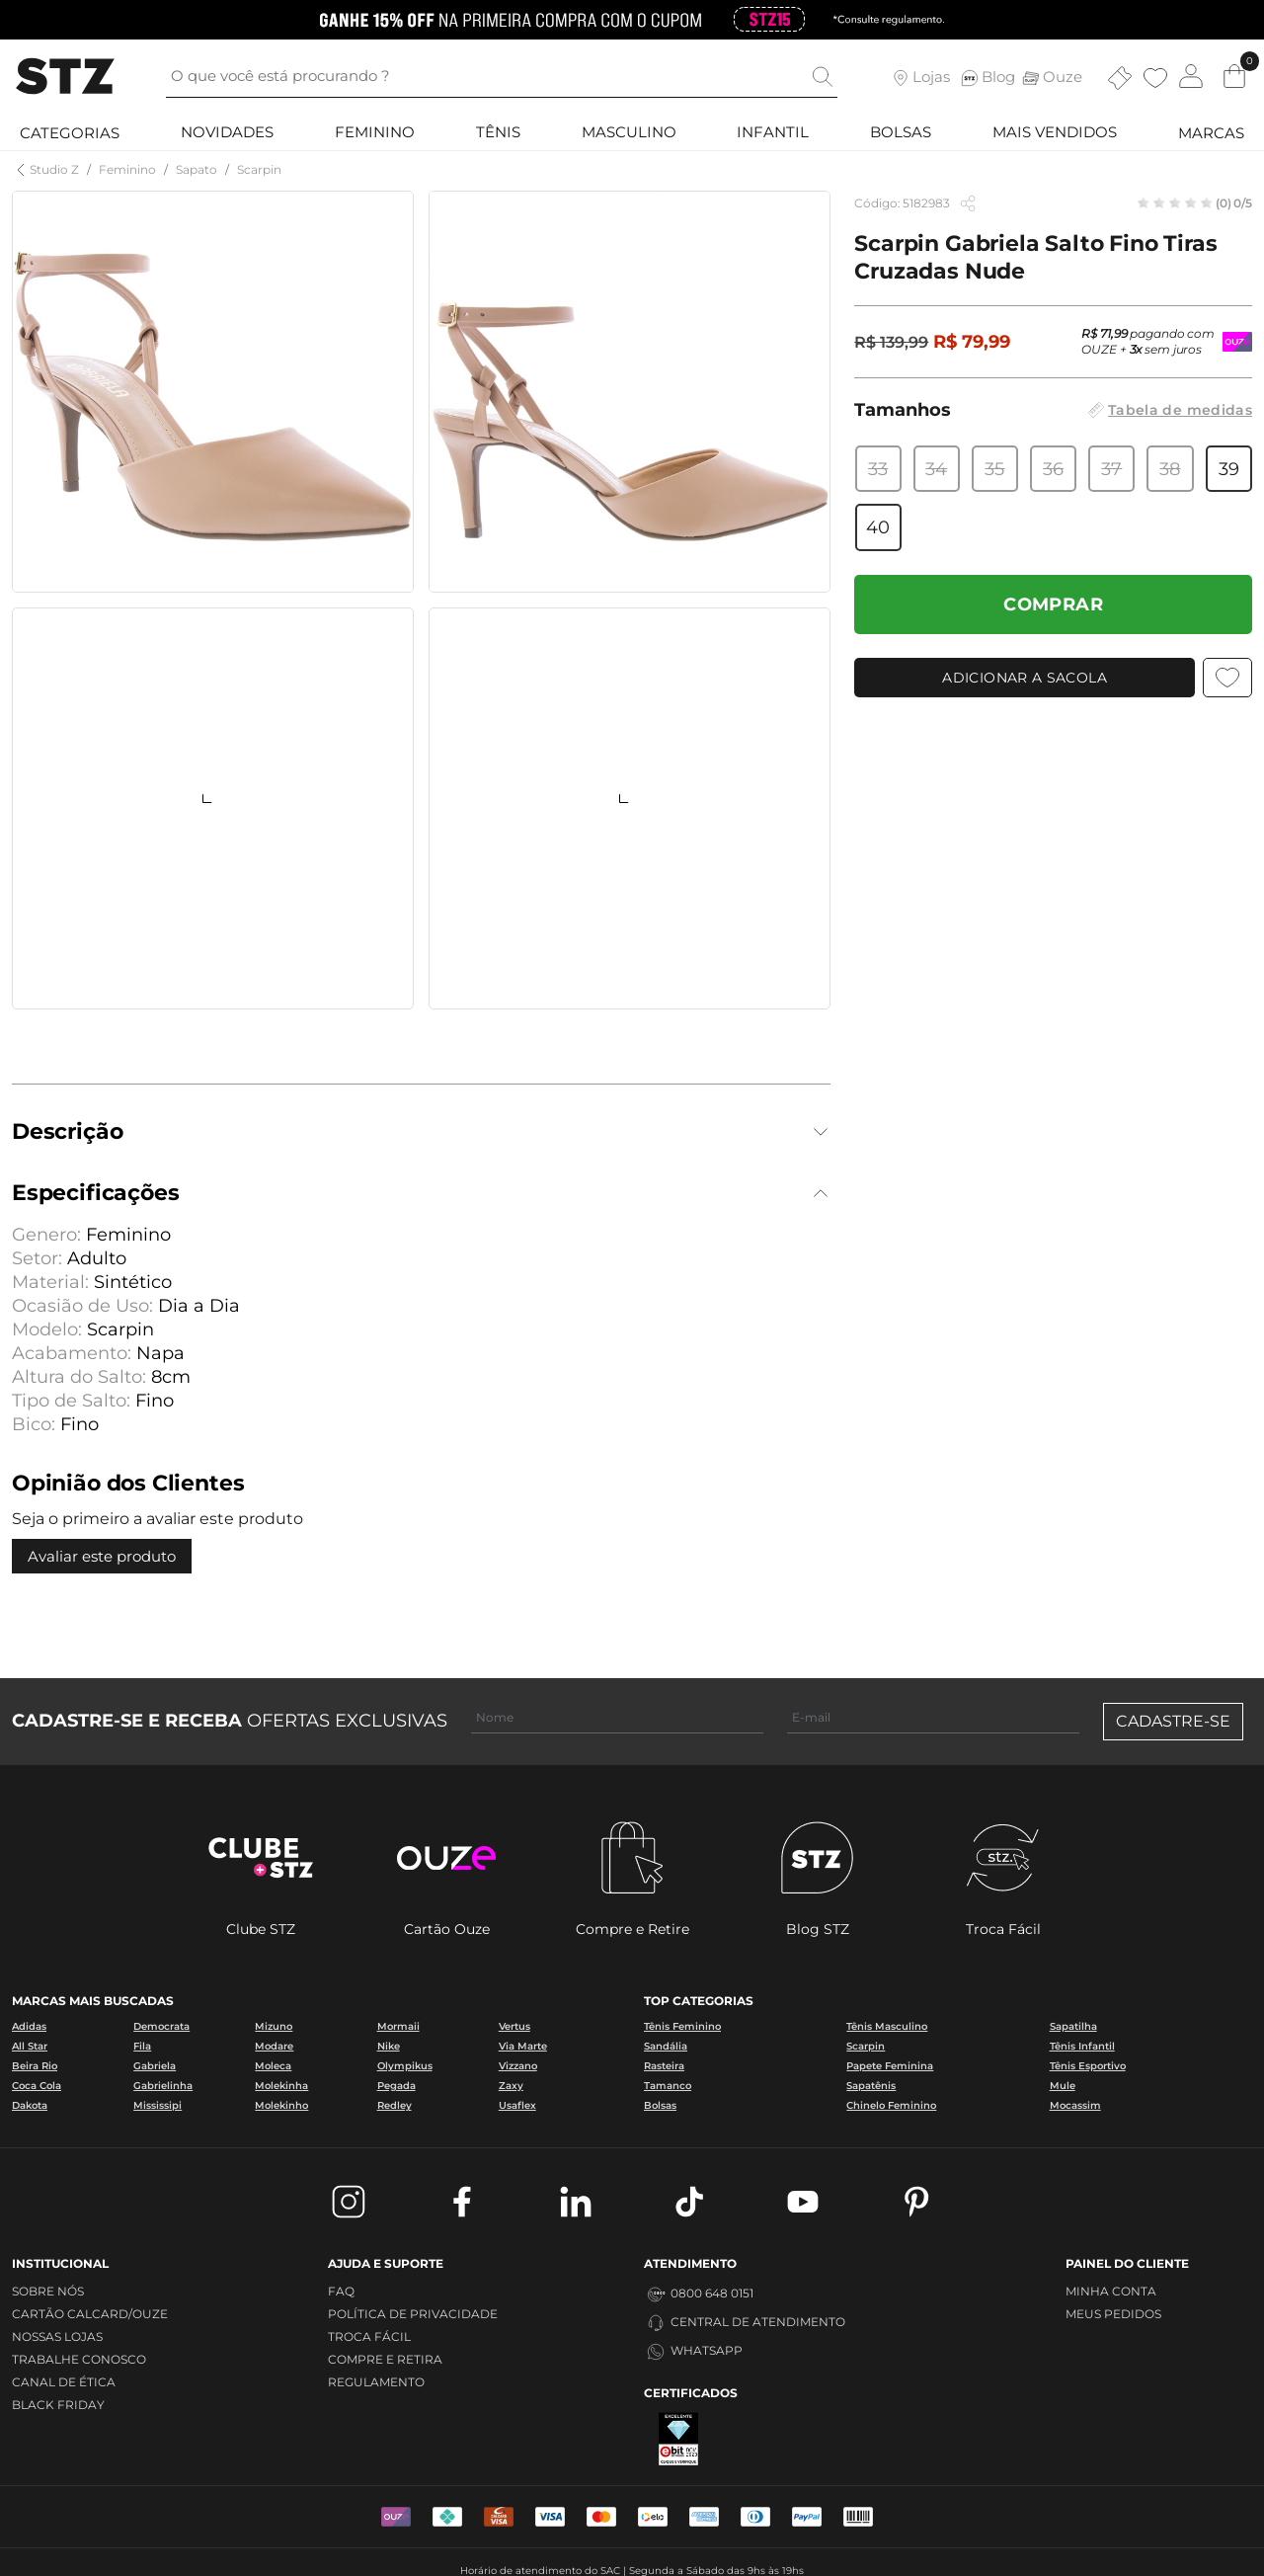 GANHE 15% OFF NA PRIMEIRA COMPRA COM O CUPOM STZ15 *Consulte regulamento.
STZ
O que você está procurando ?
Lojas
STZ Blog
Ouze
0
CATEGORIAS NOVIDADES FEMININO TÊNIS MASCULINO INFANTIL BOLSAS MAIS VENDIDOS MARCAS
Studio Z / Feminino / Sapato / Scarpin
Código: 5182983
(0) 0/5
Scarpin Gabriela Salto Fino Tiras
Cruzadas Nude
R$ 139,99 R$ 79,99
R$ 71,99 pagando com
OUZE + 3x sem juros
OUZE
Tamanhos
Tabela de medidas
33 34 35 36 37 38 39
40
COMPRAR
ADICIONAR A SACOLA
GABRIELA
Descrição
Especificações
Genero: Feminino
Setor: Adulto
Material: Sintético
Ocasião de Uso: Dia a Dia
Modelo: Scarpin
Acabamento: Napa
Altura do Salto: 8cm
Tipo de Salto: Fino
Bico: Fino
Opinião dos Clientes
Seja o primeiro a avaliar este produto
Avaliar este produto
CADASTRE-SE E RECEBA OFERTAS EXCLUSIVAS
Nome
E-mail
CADASTRE-SE
CLUBE
+STZ
ouze
STZ
stz.
Clube STZ
Cartão Ouze
Compre e Retire
Blog STZ
Troca Fácil
MARCAS MAIS BUSCADAS
Adidas Democrata Mizuno Mormaii Vertus
All Star Fila Modare Nike Via Marte
Beira Rio Gabriela Moleca Olympikus Vizzano
Coca Cola Gabrielinha Molekinha Pegada Zaxy
Dakota Mississipi Molekinho Redley Usaflex
TOP CATEGORIAS
Tênis Feminino Tênis Masculino Sapatilha
Sandália Scarpin Tênis Infantil
Rasteira Papete Feminina Tênis Esportivo
Tamanco Sapatênis Mule
Bolsas Chinelo Feminino Mocassim
INSTITUCIONAL
SOBRE NÓS
CARTÃO CALCARD/OUZE
NOSSAS LOJAS
TRABALHE CONOSCO
CANAL DE ÉTICA
BLACK FRIDAY
AJUDA E SUPORTE
FAQ
POLÍTICA DE PRIVACIDADE
TROCA FÁCIL
COMPRE E RETIRA
REGULAMENTO
ATENDIMENTO
0800 648 0151
CENTRAL DE ATENDIMENTO
WHATSAPP
CERTIFICADOS
EXCELENTE
ebit
PAINEL DO CLIENTE
MINHA CONTA
MEUS PEDIDOS
VISA
VISA
elo
PayPal
Horário de atendimento do SAC | Segunda a Sábado das 9hs às 19hs